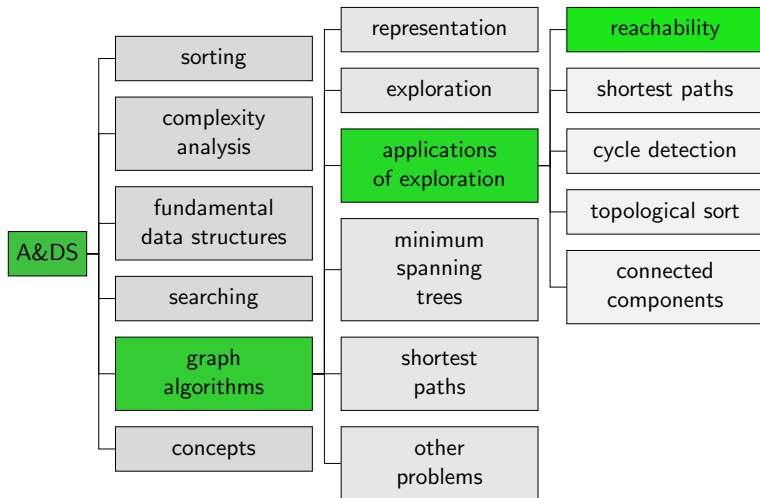 A&DS
sorting
complexity
analysis
fundamental
data structures
searching
graph
algorithms
concepts
representation
exploration
applications
of exploration
minimum
spanning
trees
shortest
paths
other
problems
reachability
shortest paths
cycle detection
topological sort
connected
components